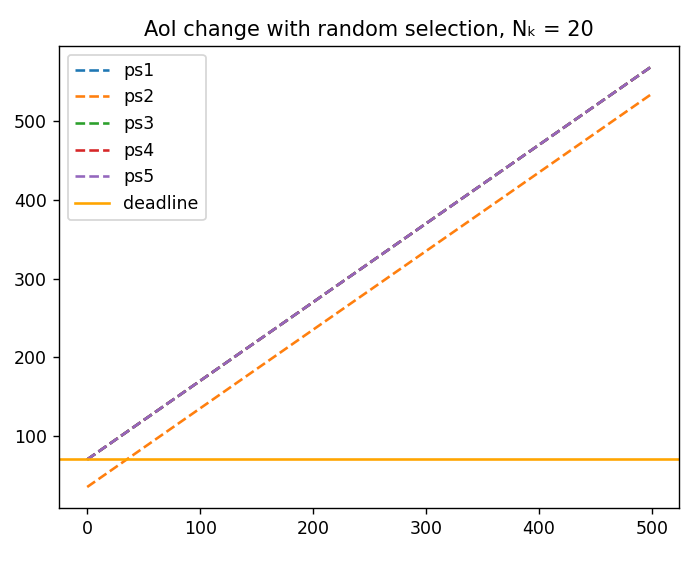 AoI change with random selection, Nₖ = 20
ps1
ps2
ps3
ps4
ps5
deadline
500
400
300
200
100
0 100 200 300 400 500